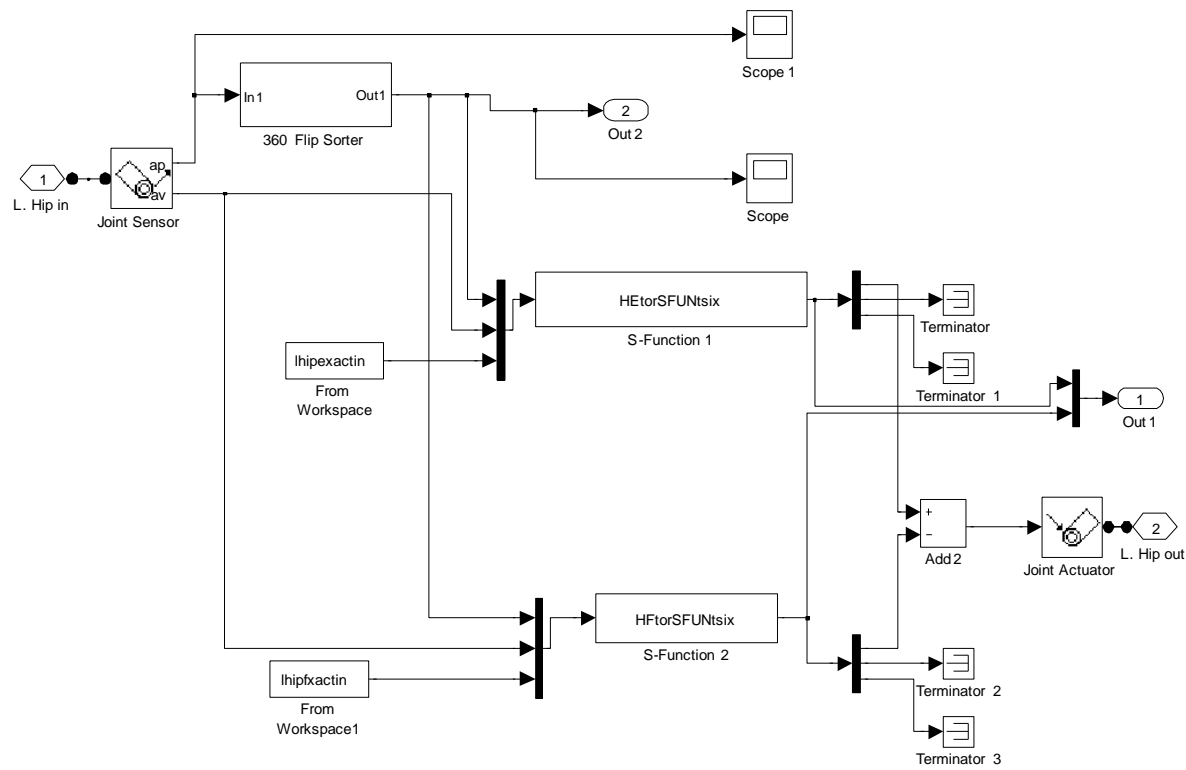 Scope 1
In1
Out1
360 Flip Sorter
2
Out 2
1
L. Hip in
ap
av
Joint Sensor
Scope
HEtorSFUNtsix
S-Function 1
Terminator
lhipexactin
From
Workspace
Terminator 1
1
Out 1
+
−
Add 2
Joint Actuator
2
L. Hip out
HFtorSFUNtsix
S-Function 2
lhipfxactin
From
Workspace1
Terminator 2
Terminator 3